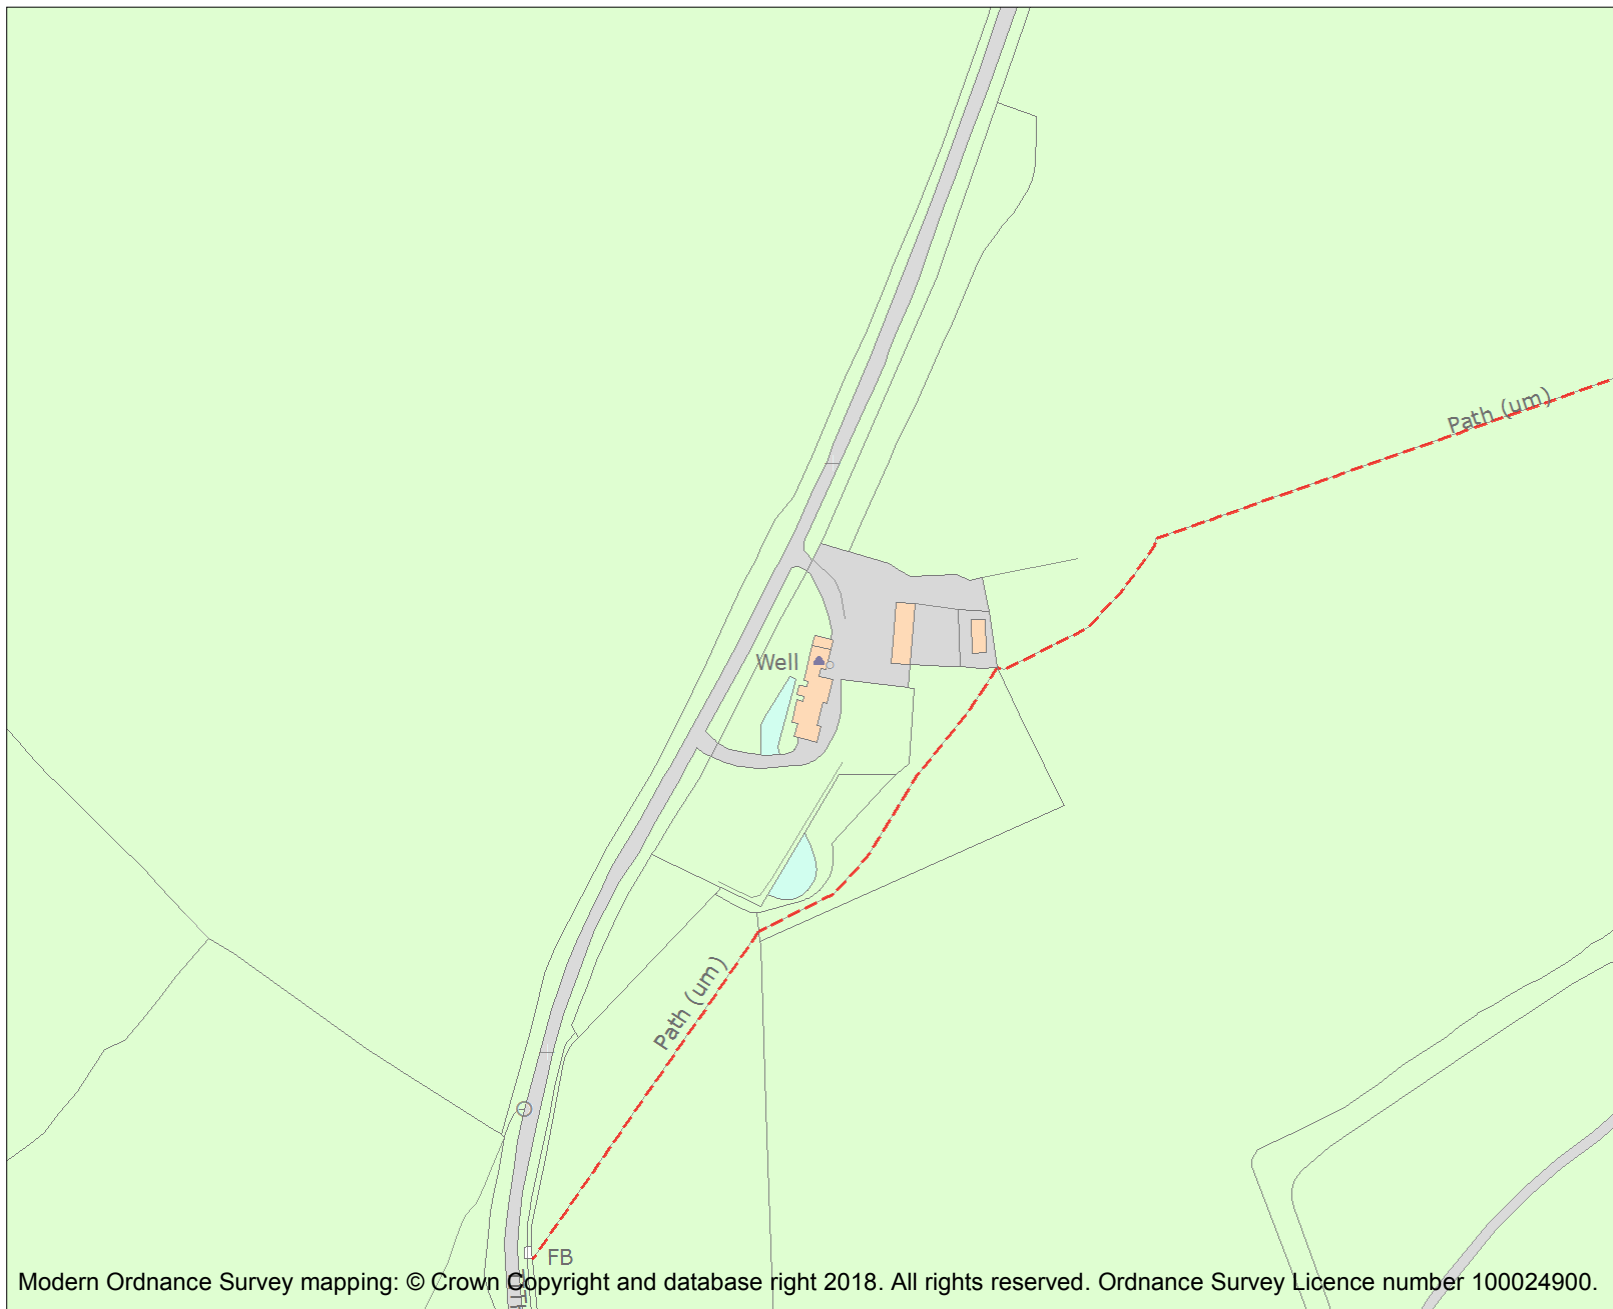 Path (um)
Well
Path (um)
FB
Modern Ordnance Survey mapping: © Crown Copyright and database right 2018. All rights reserved. Ordnance Survey Licence number 100024900.